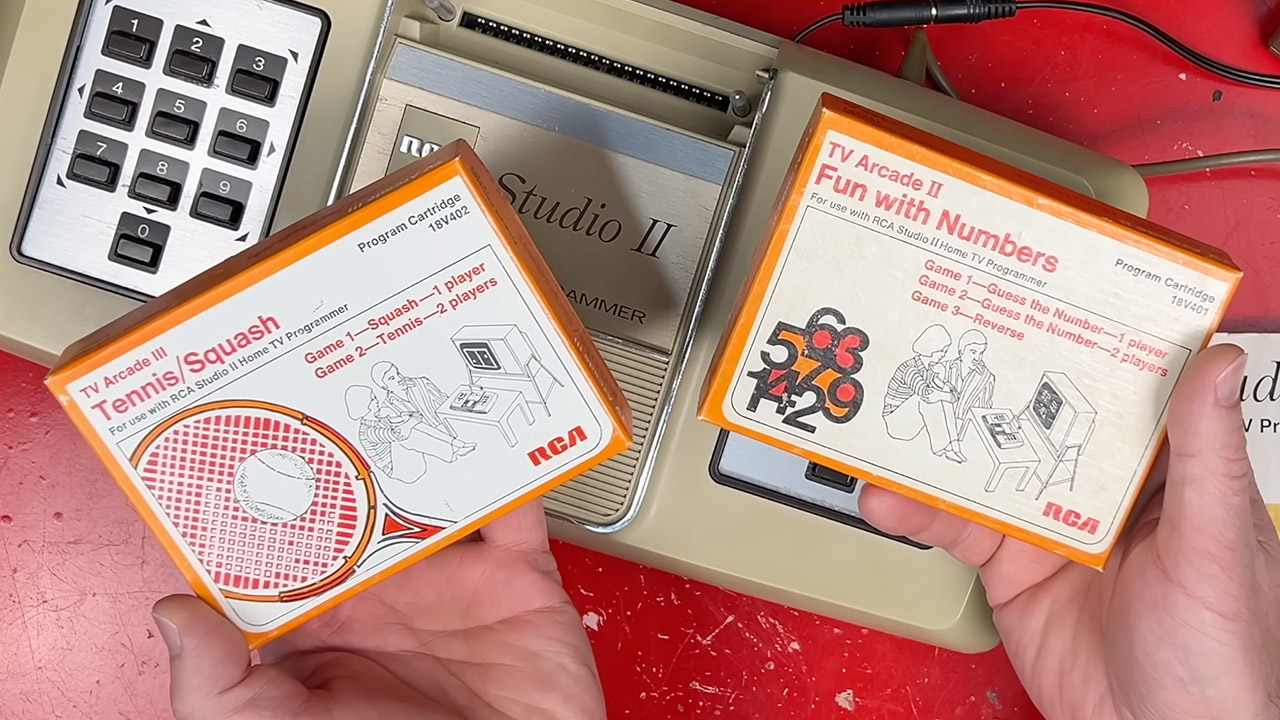 1
2
3
4
5
6
7
8
9
0
Studio II
AMMER
Program Cartridge
18V402
TV Arcade III
Tennis/Squash
For use with RCA Studio II Home TV Programmer
Game 1—Squash—1 player
Game 2—Tennis—2 players
RCA
TV Arcade II
Fun with Numbers
For use with RCA Studio II Home TV Programmer
Program Cartridge
18V401
Game 1—Guess the Number—1 player
Game 2—Guess the Number—2 players
Game 3—Reverse
RCA